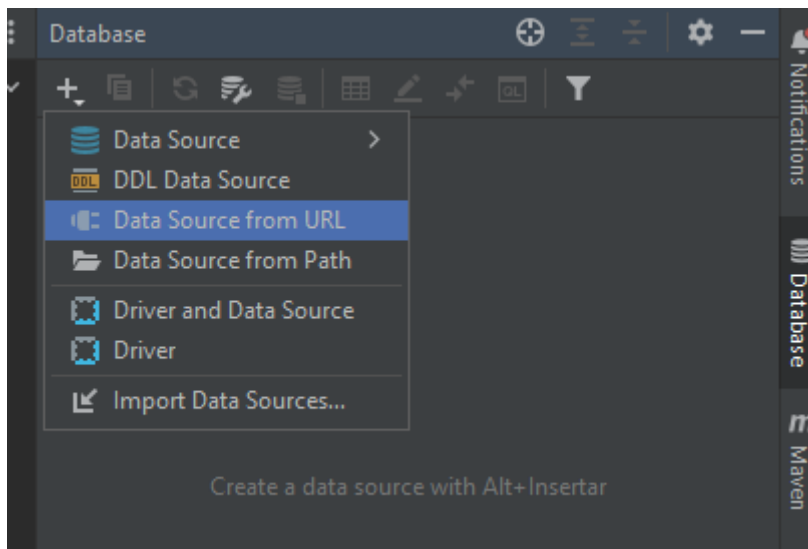 Database
QL
Data Source
DDL DDL Data Source
Data Source from URL
Data Source from Path
Driver and Data Source
Driver
Import Data Sources...
Create a data source with Alt+Insertar
Notifications
Database
m Maven